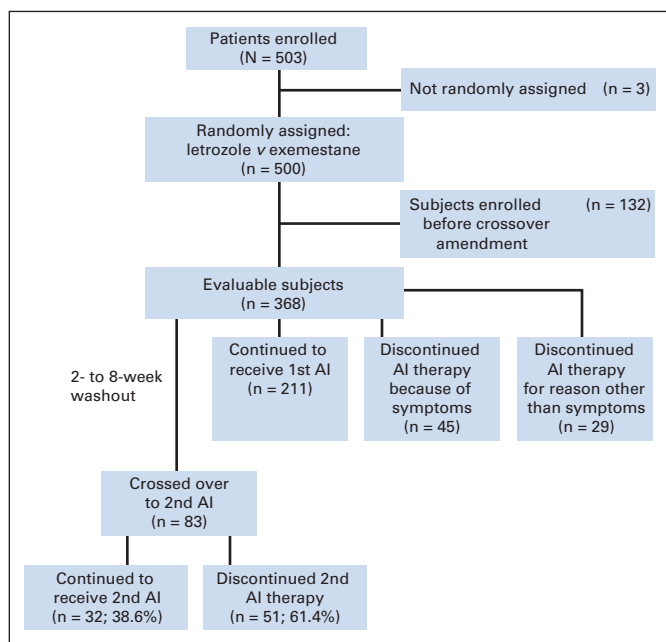 Patients enrolled
(N = 503)
Not randomly assigned (n = 3)
Randomly assigned:
letrozole v exemestane
n = 500)
Subjects enrolled (n = 132)
before crossover
amendment
Evaluable subjects
(n = 368)
2- to 8-week
washout
Continued to
receive 1st AI
n = 211)
Discontinued
AI therapy
because of
symptoms
(n = 45)
Discontinued
AI therapy
for reason other
than symptoms
(n = 29)
Crossed over
to 2nd AI
(n = 83)
Continued to
receive 2nd AI
(n = 32; 38.6%)
Discontinued 2nd
AI therapy
(n = 51; 61.4%)